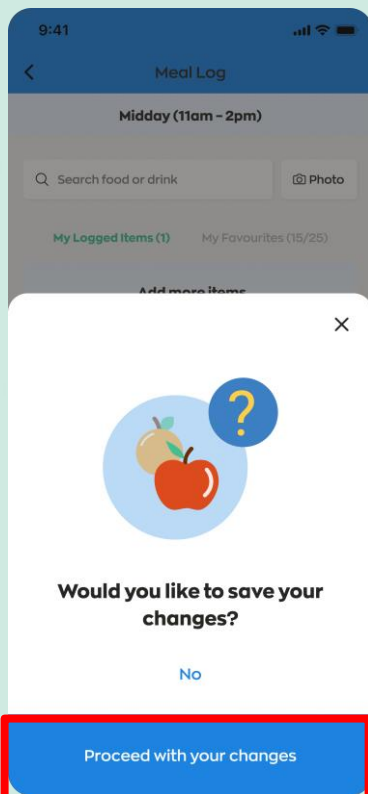 9:41
Meal Log
Midday (11am - 2pm)
Search food or drink
Photo
My Logged Items (1) My Favourites (15/25)
Add more items
?
Would you like to save your
changes?
No
Proceed with your changes